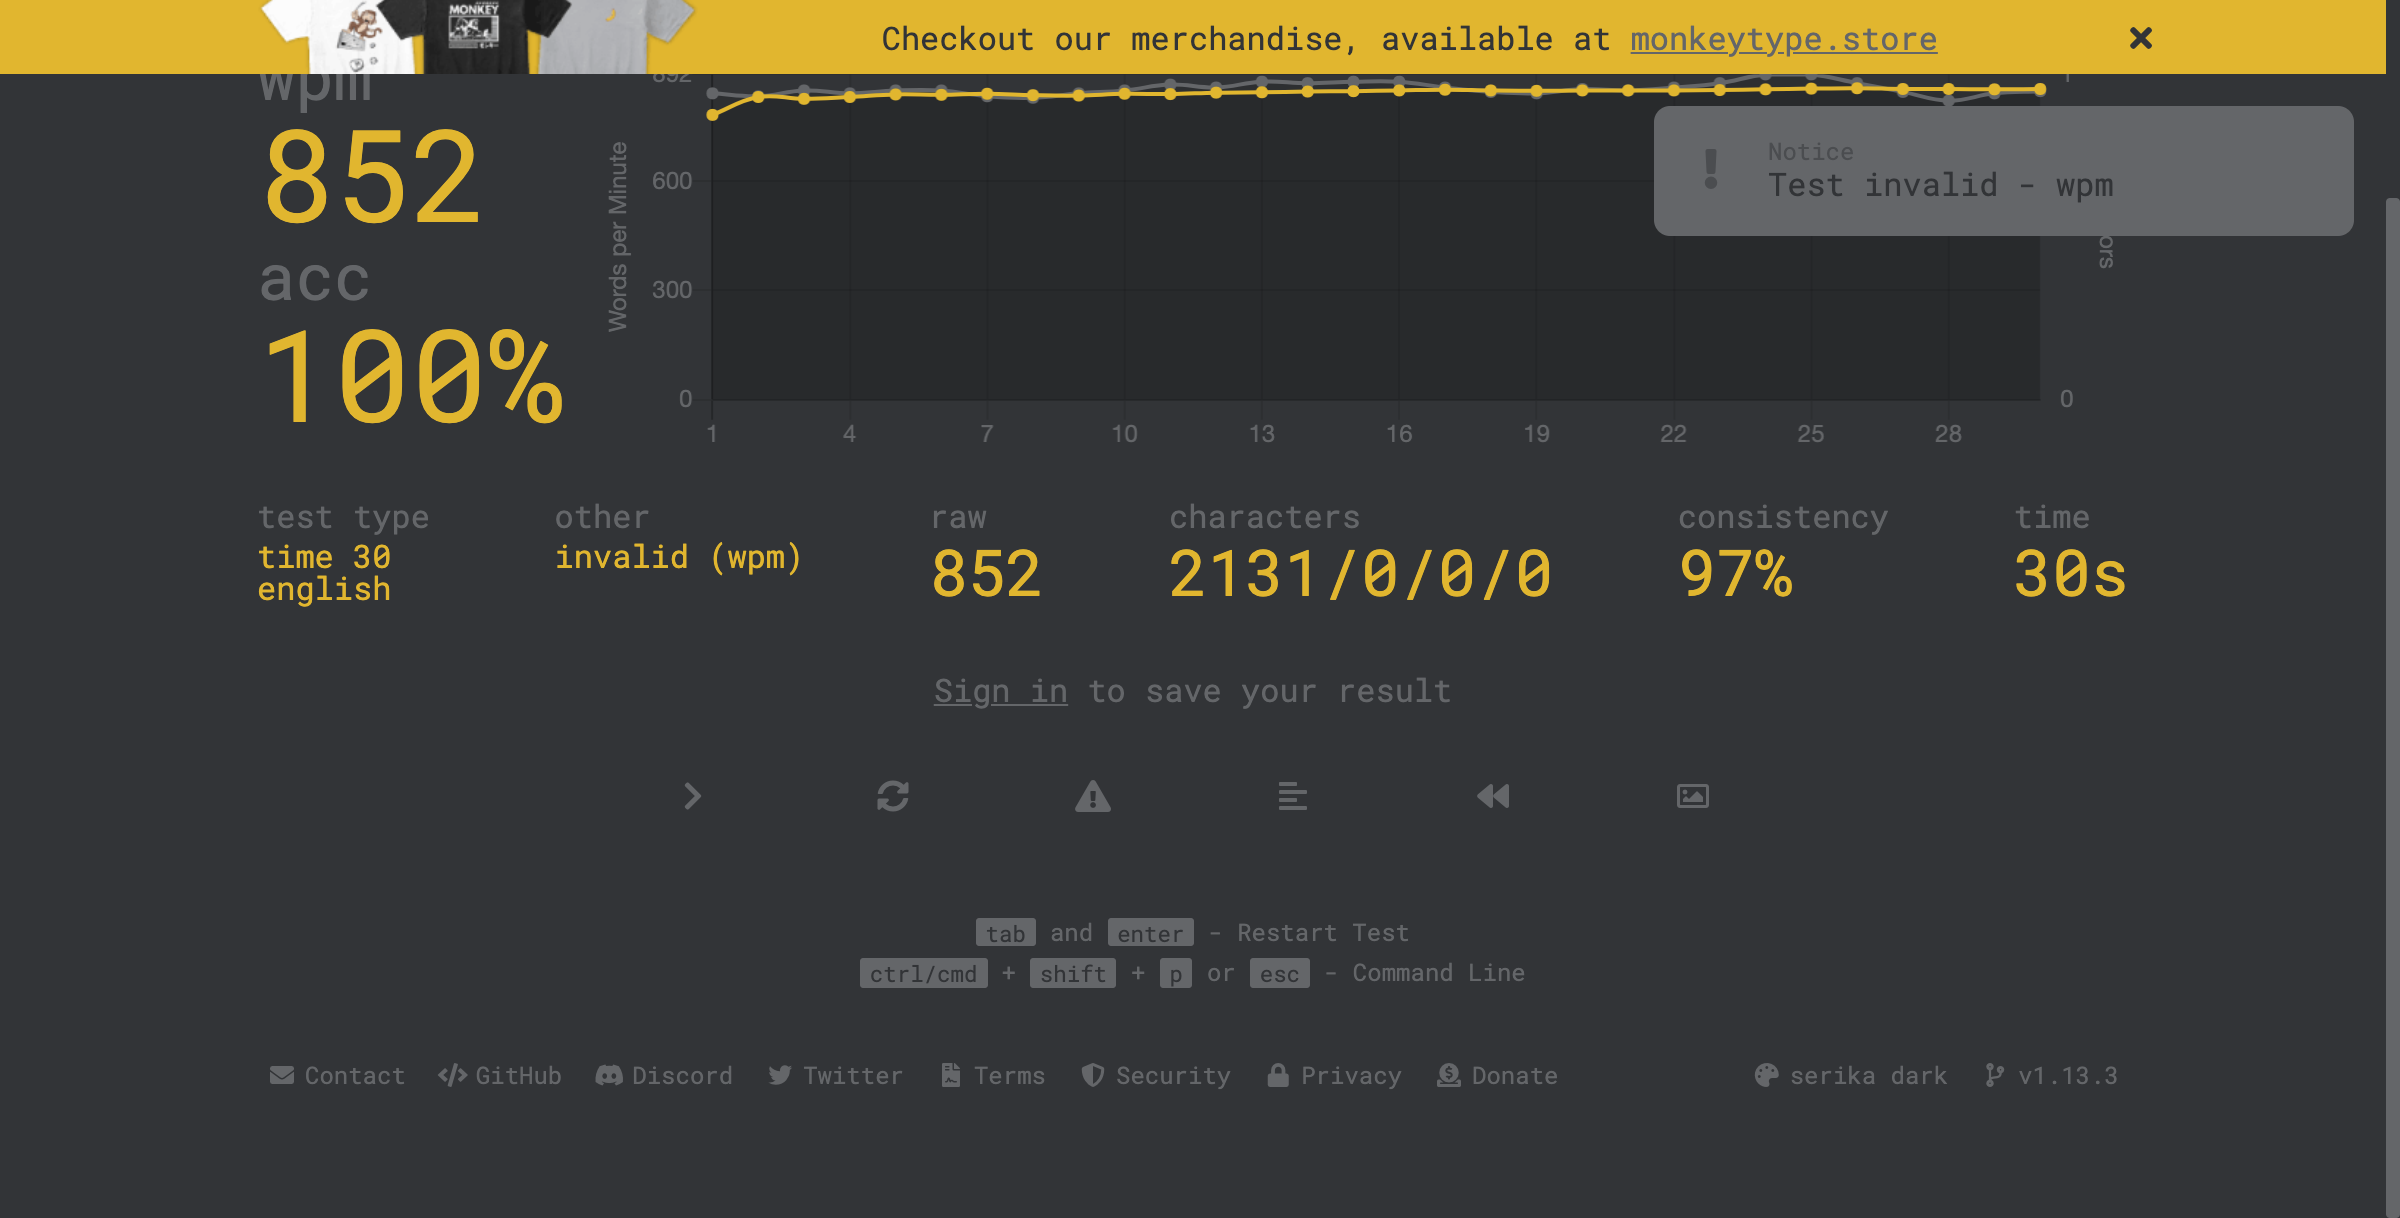 MONKEY
Checkout our merchandise, available at monkeytype.store
wpm
852
acc
100%
892
600
300
0
Words per Minute
1
0
1 4 7 10 13 16 19 22 25 28
Notice
Test invalid - wpm
test type
time 30
english
other
invalid (wpm)
raw
852
characters
2131/0/0/0
consistency
97%
time
30s
Sign in to save your result
tab and enter - Restart Test
ctrl/cmd + shift + p or esc - Command Line
Contact GitHub Discord Twitter Terms Security Privacy Donate serika dark v1.13.3